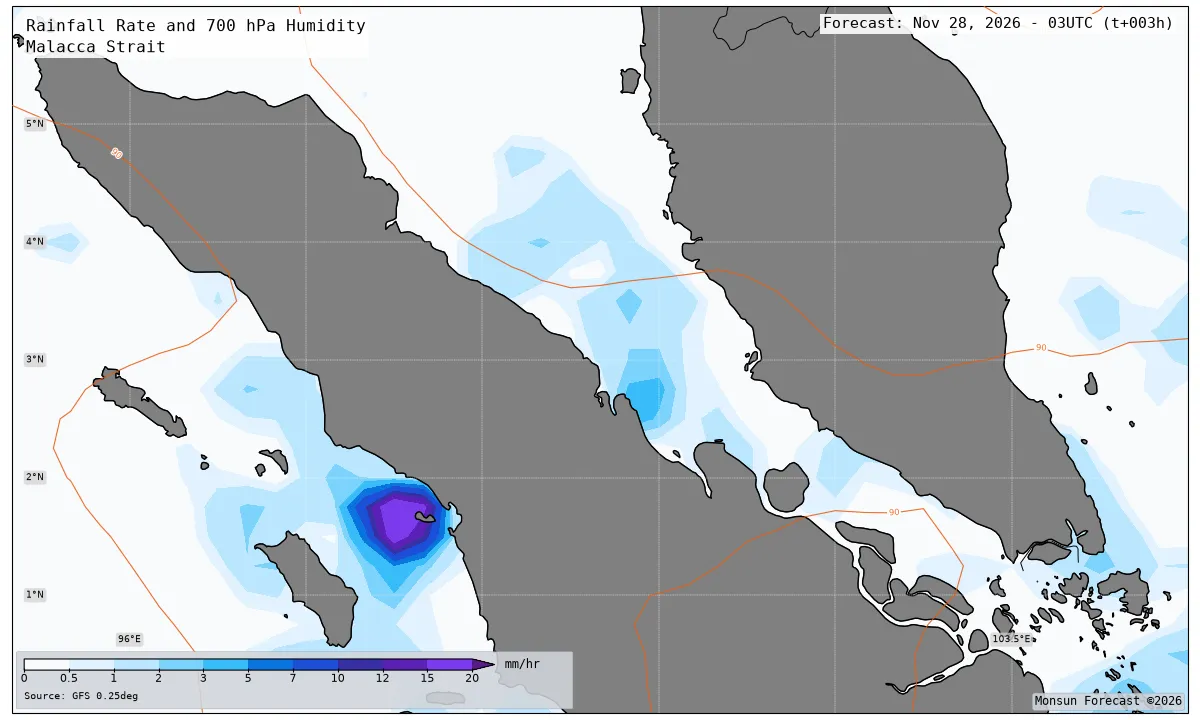 Rainfall Rate and 700 hPa Humidity
Malacca Strait
Forecast: Nov 28, 2026 - 03UTC (t+003h)
5°N
90
4°N
3°N
90
2°N
90
1°N
96°E
103.5°E
0 0.5 1 2 3 5 7 10 12 15 20 mm/hr
Source: GFS 0.25deg
Monsun Forecast ©2026